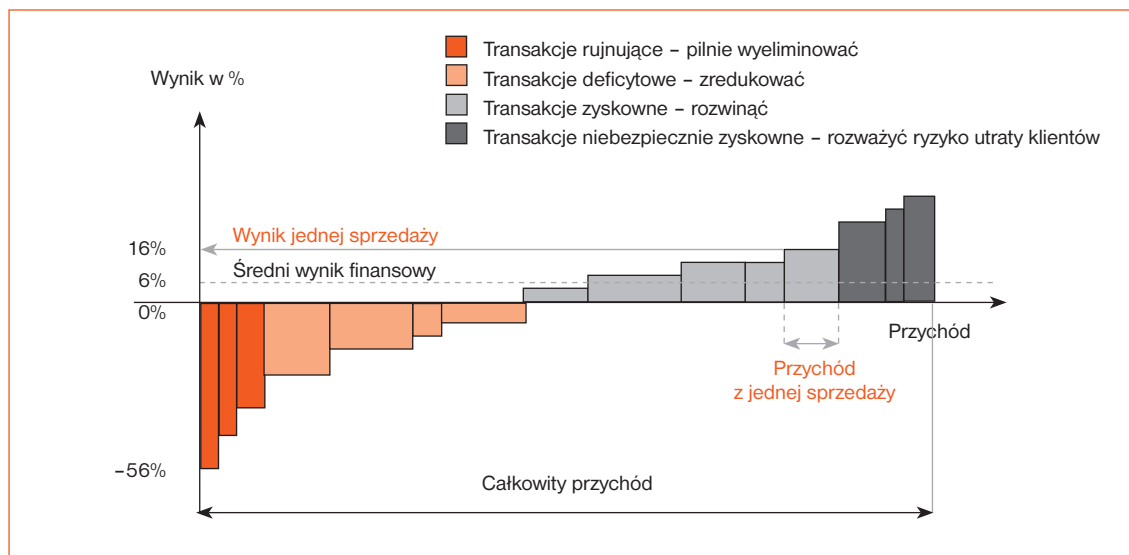 Transakcje rujnujące – pilnie wyeliminować
Wynik w %
Transakcje deficytowe – zredukować
Transakcje zyskowne – rozwinąć
Transakcje niebezpiecznie zyskowne – rozważyć ryzyko utraty klientów
Wynik jednej sprzedaży
16%
Średni wynik finansowy
6%
0%
Przychód
Przychód
z jednej sprzedaży
–56%
Całkowity przychód